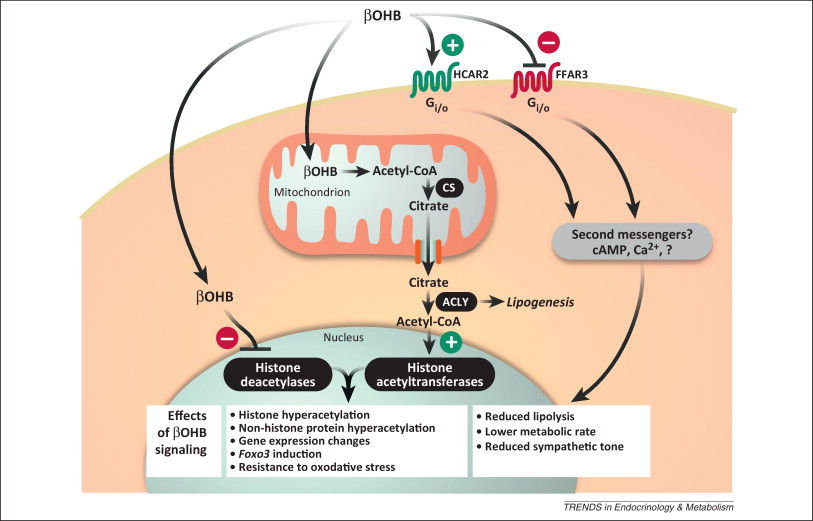 βOHB
HCAR2
FFAR3
Gi/o
Gi/o
βOHB
Acetyl-CoA
Mitochondrion
CS
Citrate
Second messengers?
cAMP, Ca²⁺, ?
Citrate
βOHB
ACLY
Lipogenesis
Acetyl-CoA
Nucleus
Histone
deacetylases
Histone
acetyltransferases
Effects
of βOHB
signaling
• Histone hyperacetylation
• Non-histone protein hyperacetylation
• Gene expression changes
• Foxo3 induction
• Resistance to oxodative stress
• Reduced lipolysis
• Lower metabolic rate
• Reduced sympathetic tone
TRENDS in Endocrinology & Metabolism